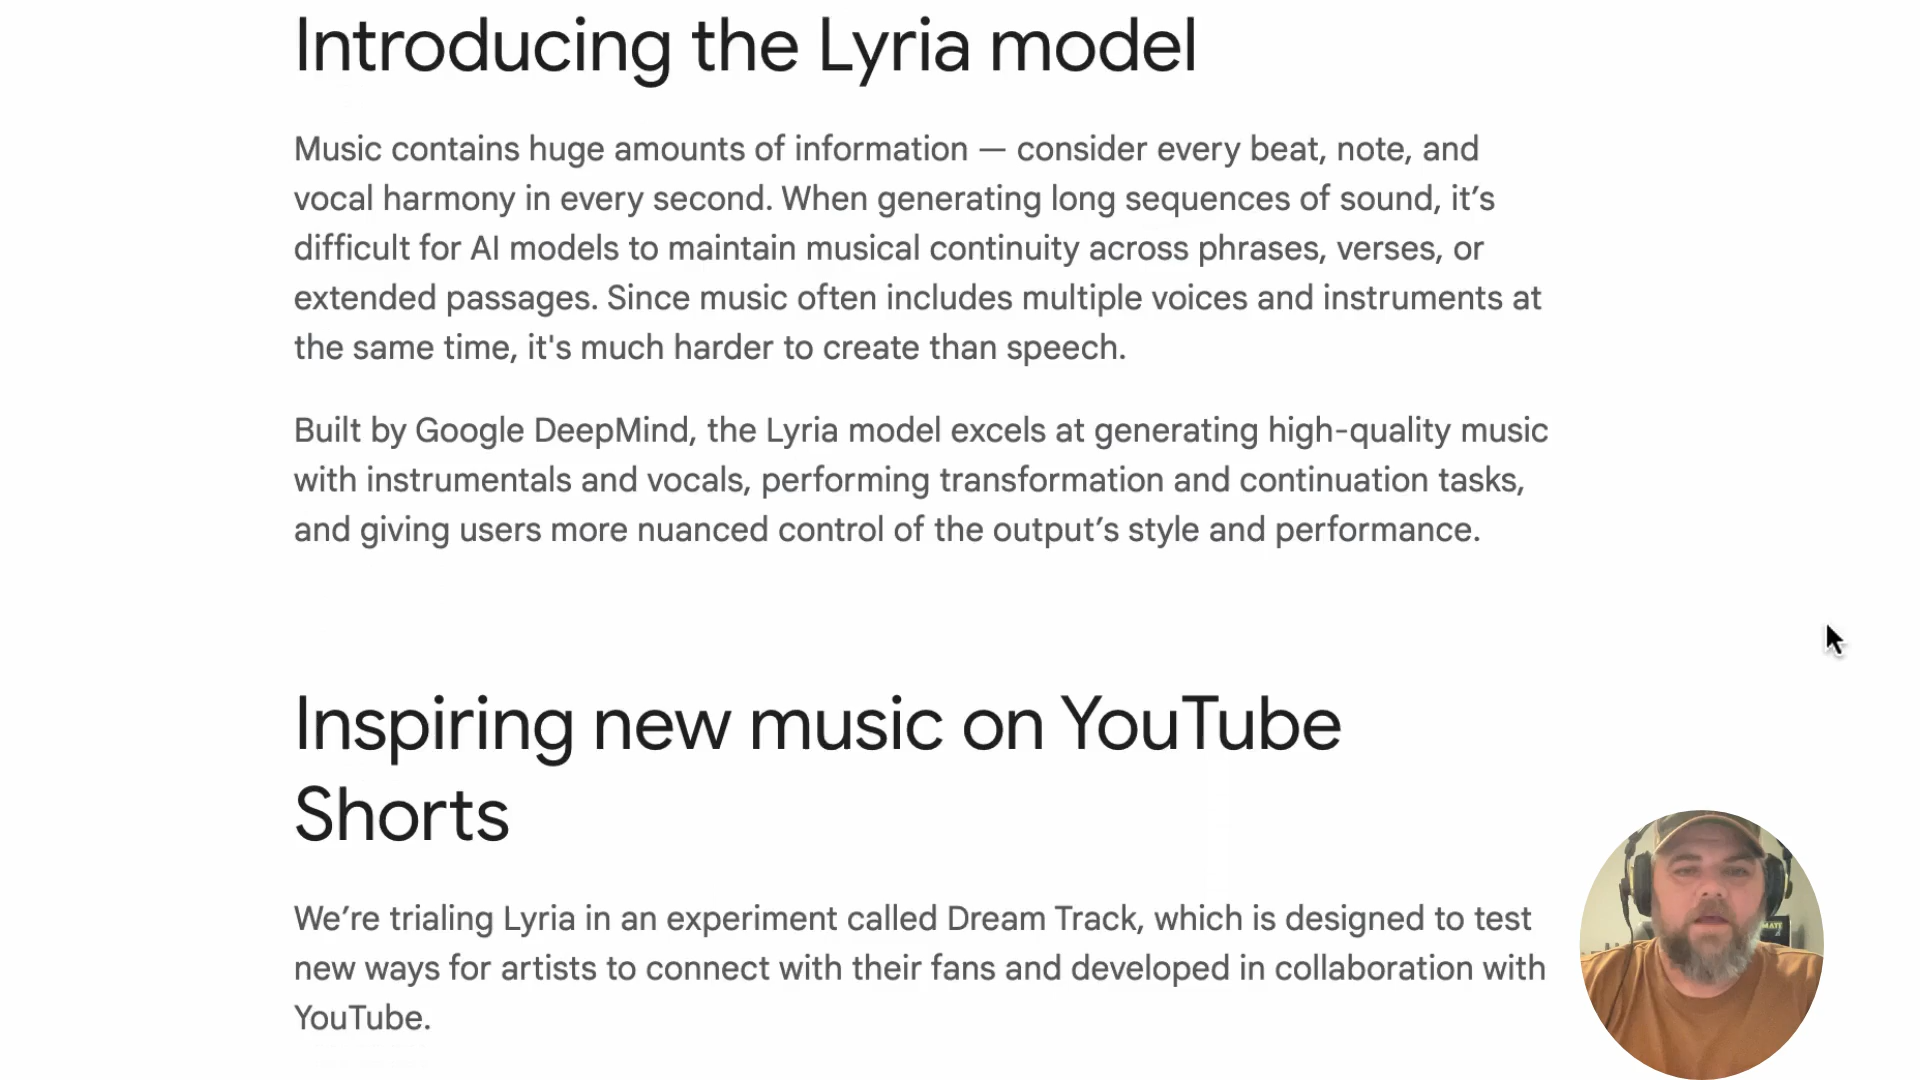 Introducing the Lyria model
Music contains huge amounts of information — consider every beat, note, and
vocal harmony in every second. When generating long sequences of sound, it’s
difficult for AI models to maintain musical continuity across phrases, verses, or
extended passages. Since music often includes multiple voices and instruments at
the same time, it's much harder to create than speech.
Built by Google DeepMind, the Lyria model excels at generating high-quality music
with instrumentals and vocals, performing transformation and continuation tasks,
and giving users more nuanced control of the output’s style and performance.
Inspiring new music on YouTube
Shorts
We’re trialing Lyria in an experiment called Dream Track, which is designed to test
new ways for artists to connect with their fans and developed in collaboration with
YouTube.